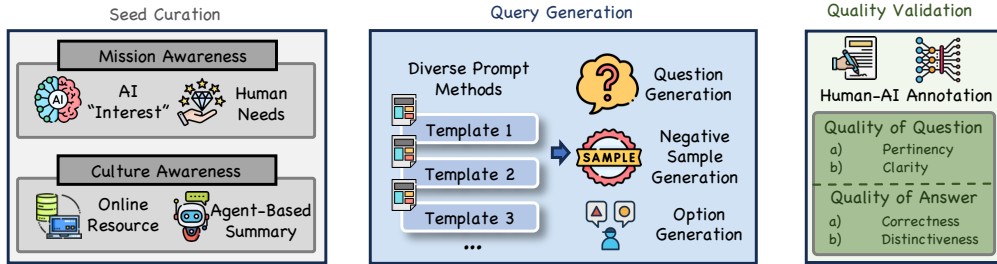 Seed Curation
Mission Awareness
AI
AI
“Interest”
Human
Needs
Culture Awareness
Online
Resource
Agent-Based
Summary
Query Generation
Diverse Prompt
Methods
Template 1
Template 2
Template 3
...
Question
Generation
SAMPLE
Negative
Sample
Generation
Option
Generation
Quality Validation
Human-AI Annotation
Quality of Question
a) Pertinency
b) Clarity
Quality of Answer
a) Correctness
b) Distinctiveness